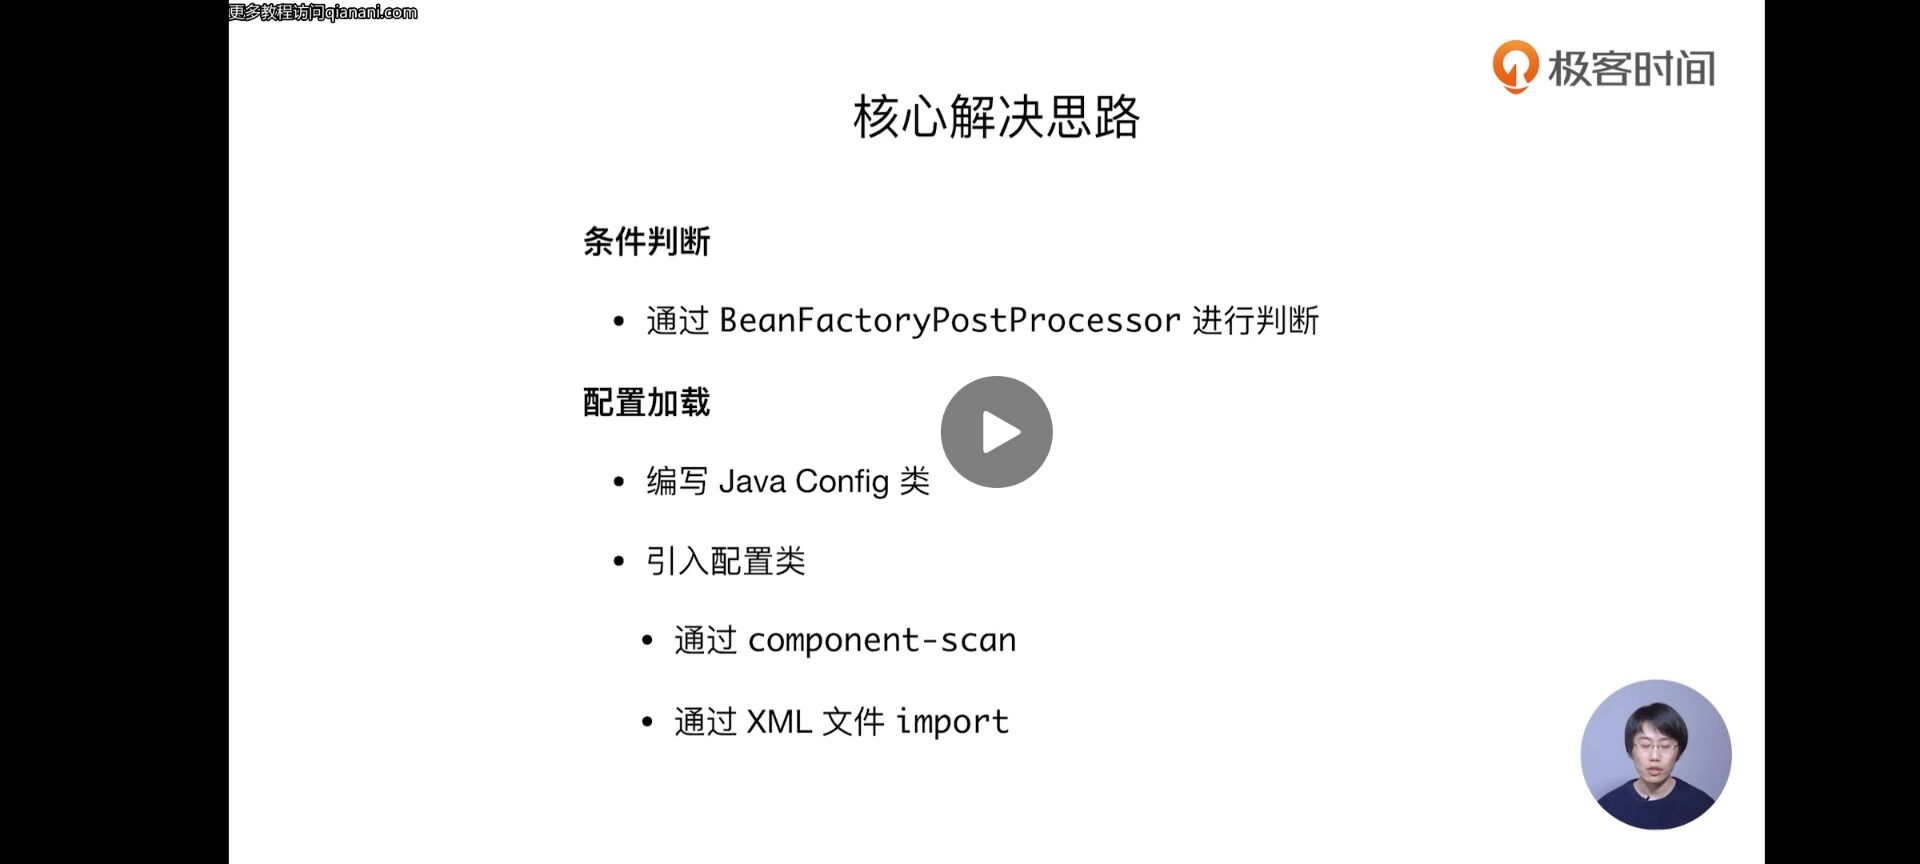 更多教程访问qianani.com
极客时间
核心解决思路
条件判断
• 通过 BeanFactoryPostProcessor 进行判断
配置加载
• 编写 Java Config 类
• 引入配置类
• 通过 component-scan
• 通过 XML 文件 import